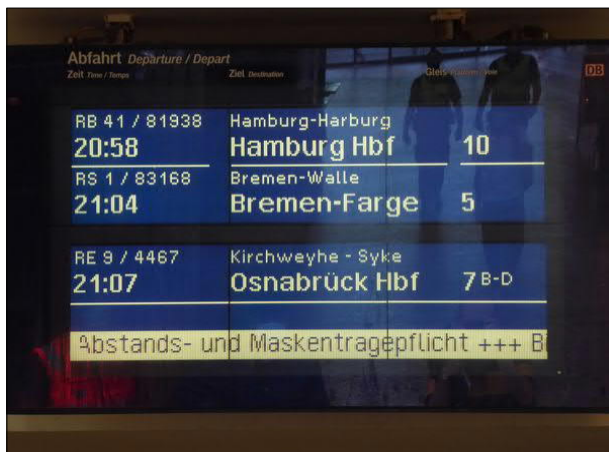 Abfahrt Departure / Depart
Zeit Time / Temps Ziel Destination Gleis
DB
RB 41 / 81938 Hamburg-Harburg
20:58 Hamburg Hbf 10
RS 1 / 83168 Bremen-Walle
21:04 Bremen-Farge 5
RE 9 / 4467 Kirchweyhe - Syke
21:07 Osnabrück Hbf 7 B-D
Abstands- und Maskentragepflicht +++ B